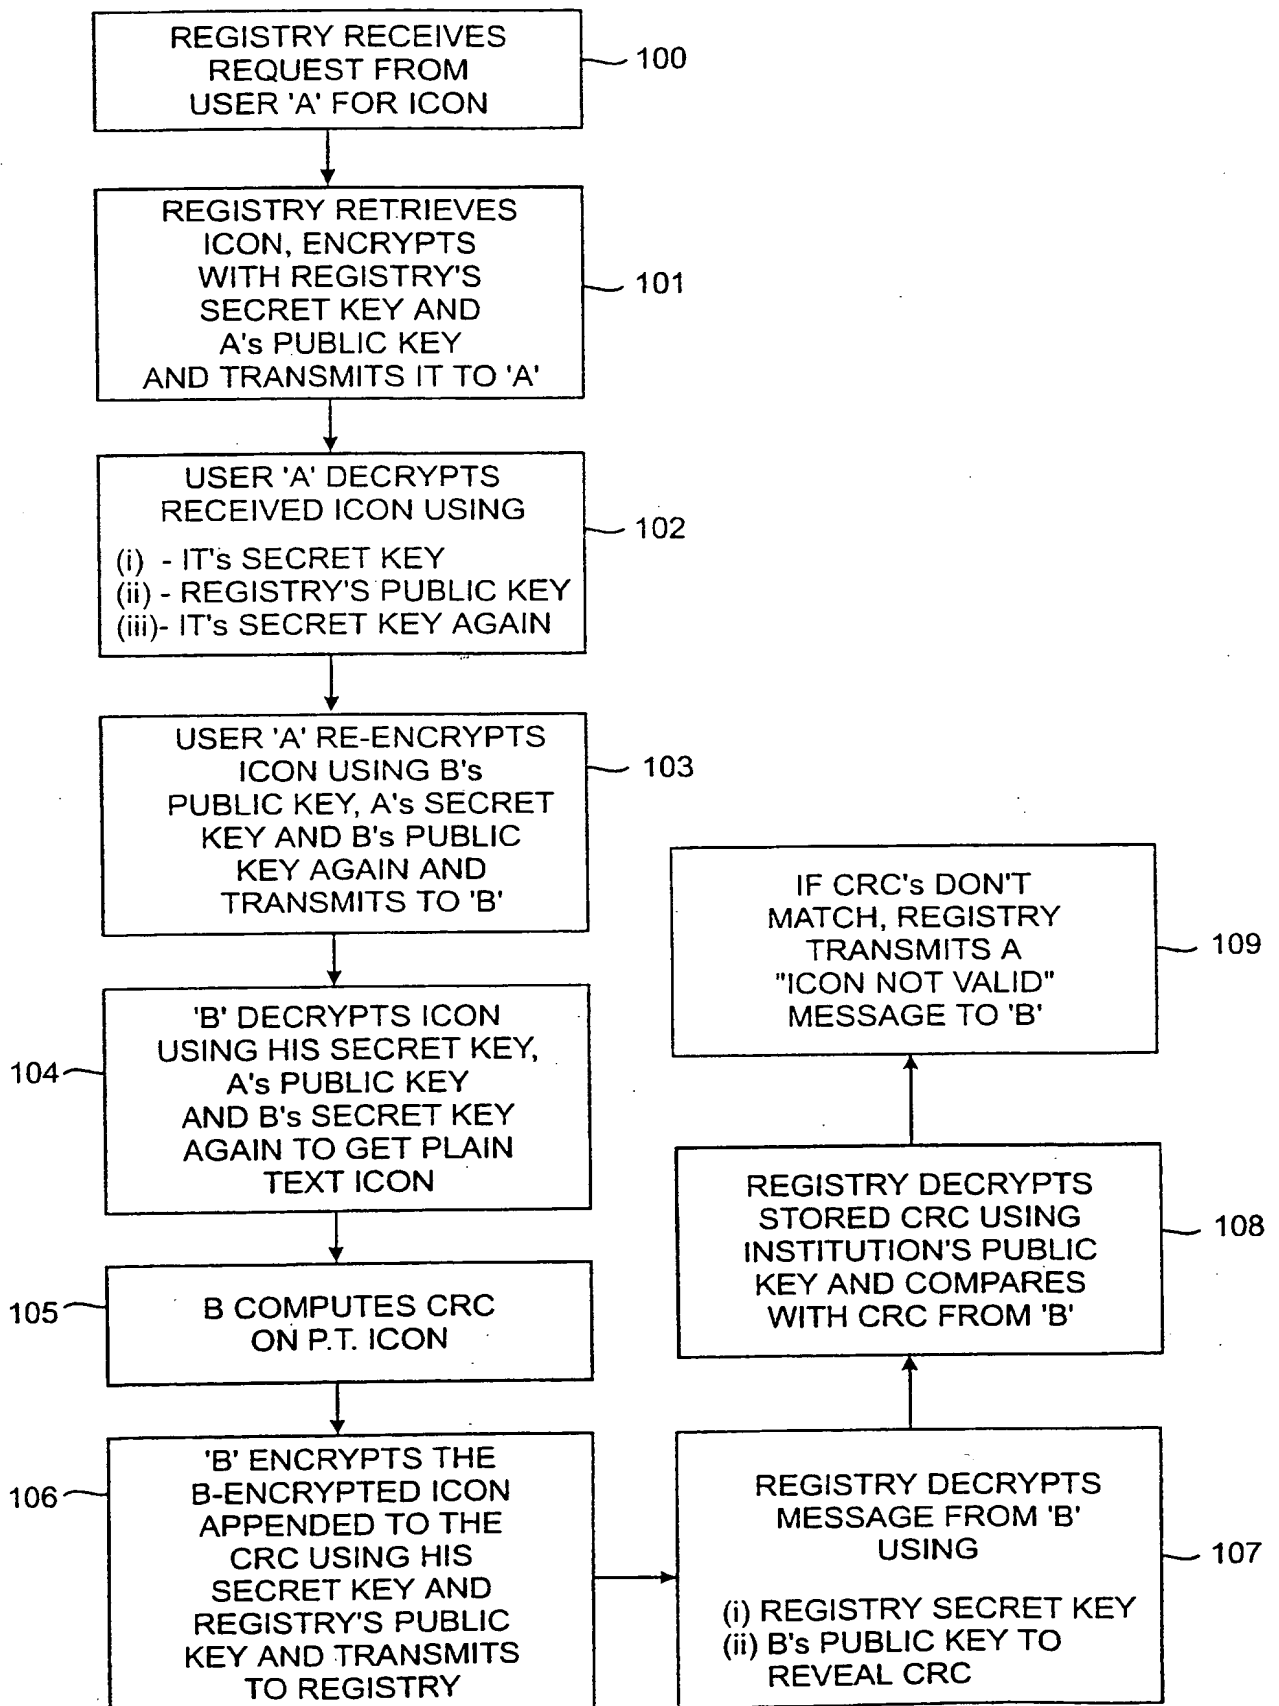 REGISTRY RECEIVES
REQUEST FROM
USER 'A' FOR ICON
100
REGISTRY RETRIEVES
ICON, ENCRYPTS
WITH REGISTRY'S
SECRET KEY AND
A's PUBLIC KEY
AND TRANSMITS IT TO 'A'
101
USER 'A' DECRYPTS
RECEIVED ICON USING
(i) - IT's SECRET KEY
(ii) - REGISTRY'S PUBLIC KEY
(iii)- IT's SECRET KEY AGAIN
102
USER 'A' RE-ENCRYPTS
ICON USING B's
PUBLIC KEY, A's SECRET
KEY AND B's PUBLIC
KEY AGAIN AND
TRANSMITS TO 'B'
103
'B' DECRYPTS ICON
USING HIS SECRET KEY,
A's PUBLIC KEY
AND B's SECRET KEY
AGAIN TO GET PLAIN
TEXT ICON
104
B COMPUTES CRC
ON P.T. ICON
105
'B' ENCRYPTS THE
B-ENCRYPTED ICON
APPENDED TO THE
CRC USING HIS
SECRET KEY AND
REGISTRY'S PUBLIC
KEY AND TRANSMITS
TO REGISTRY
106
REGISTRY DECRYPTS
MESSAGE FROM 'B'
USING
(i) REGISTRY SECRET KEY
(ii) B's PUBLIC KEY TO
REVEAL CRC
107
REGISTRY DECRYPTS
STORED CRC USING
INSTITUTION'S PUBLIC
KEY AND COMPARES
WITH CRC FROM 'B'
108
IF CRC's DON'T
MATCH, REGISTRY
TRANSMITS A
"ICON NOT VALID"
MESSAGE TO 'B'
109